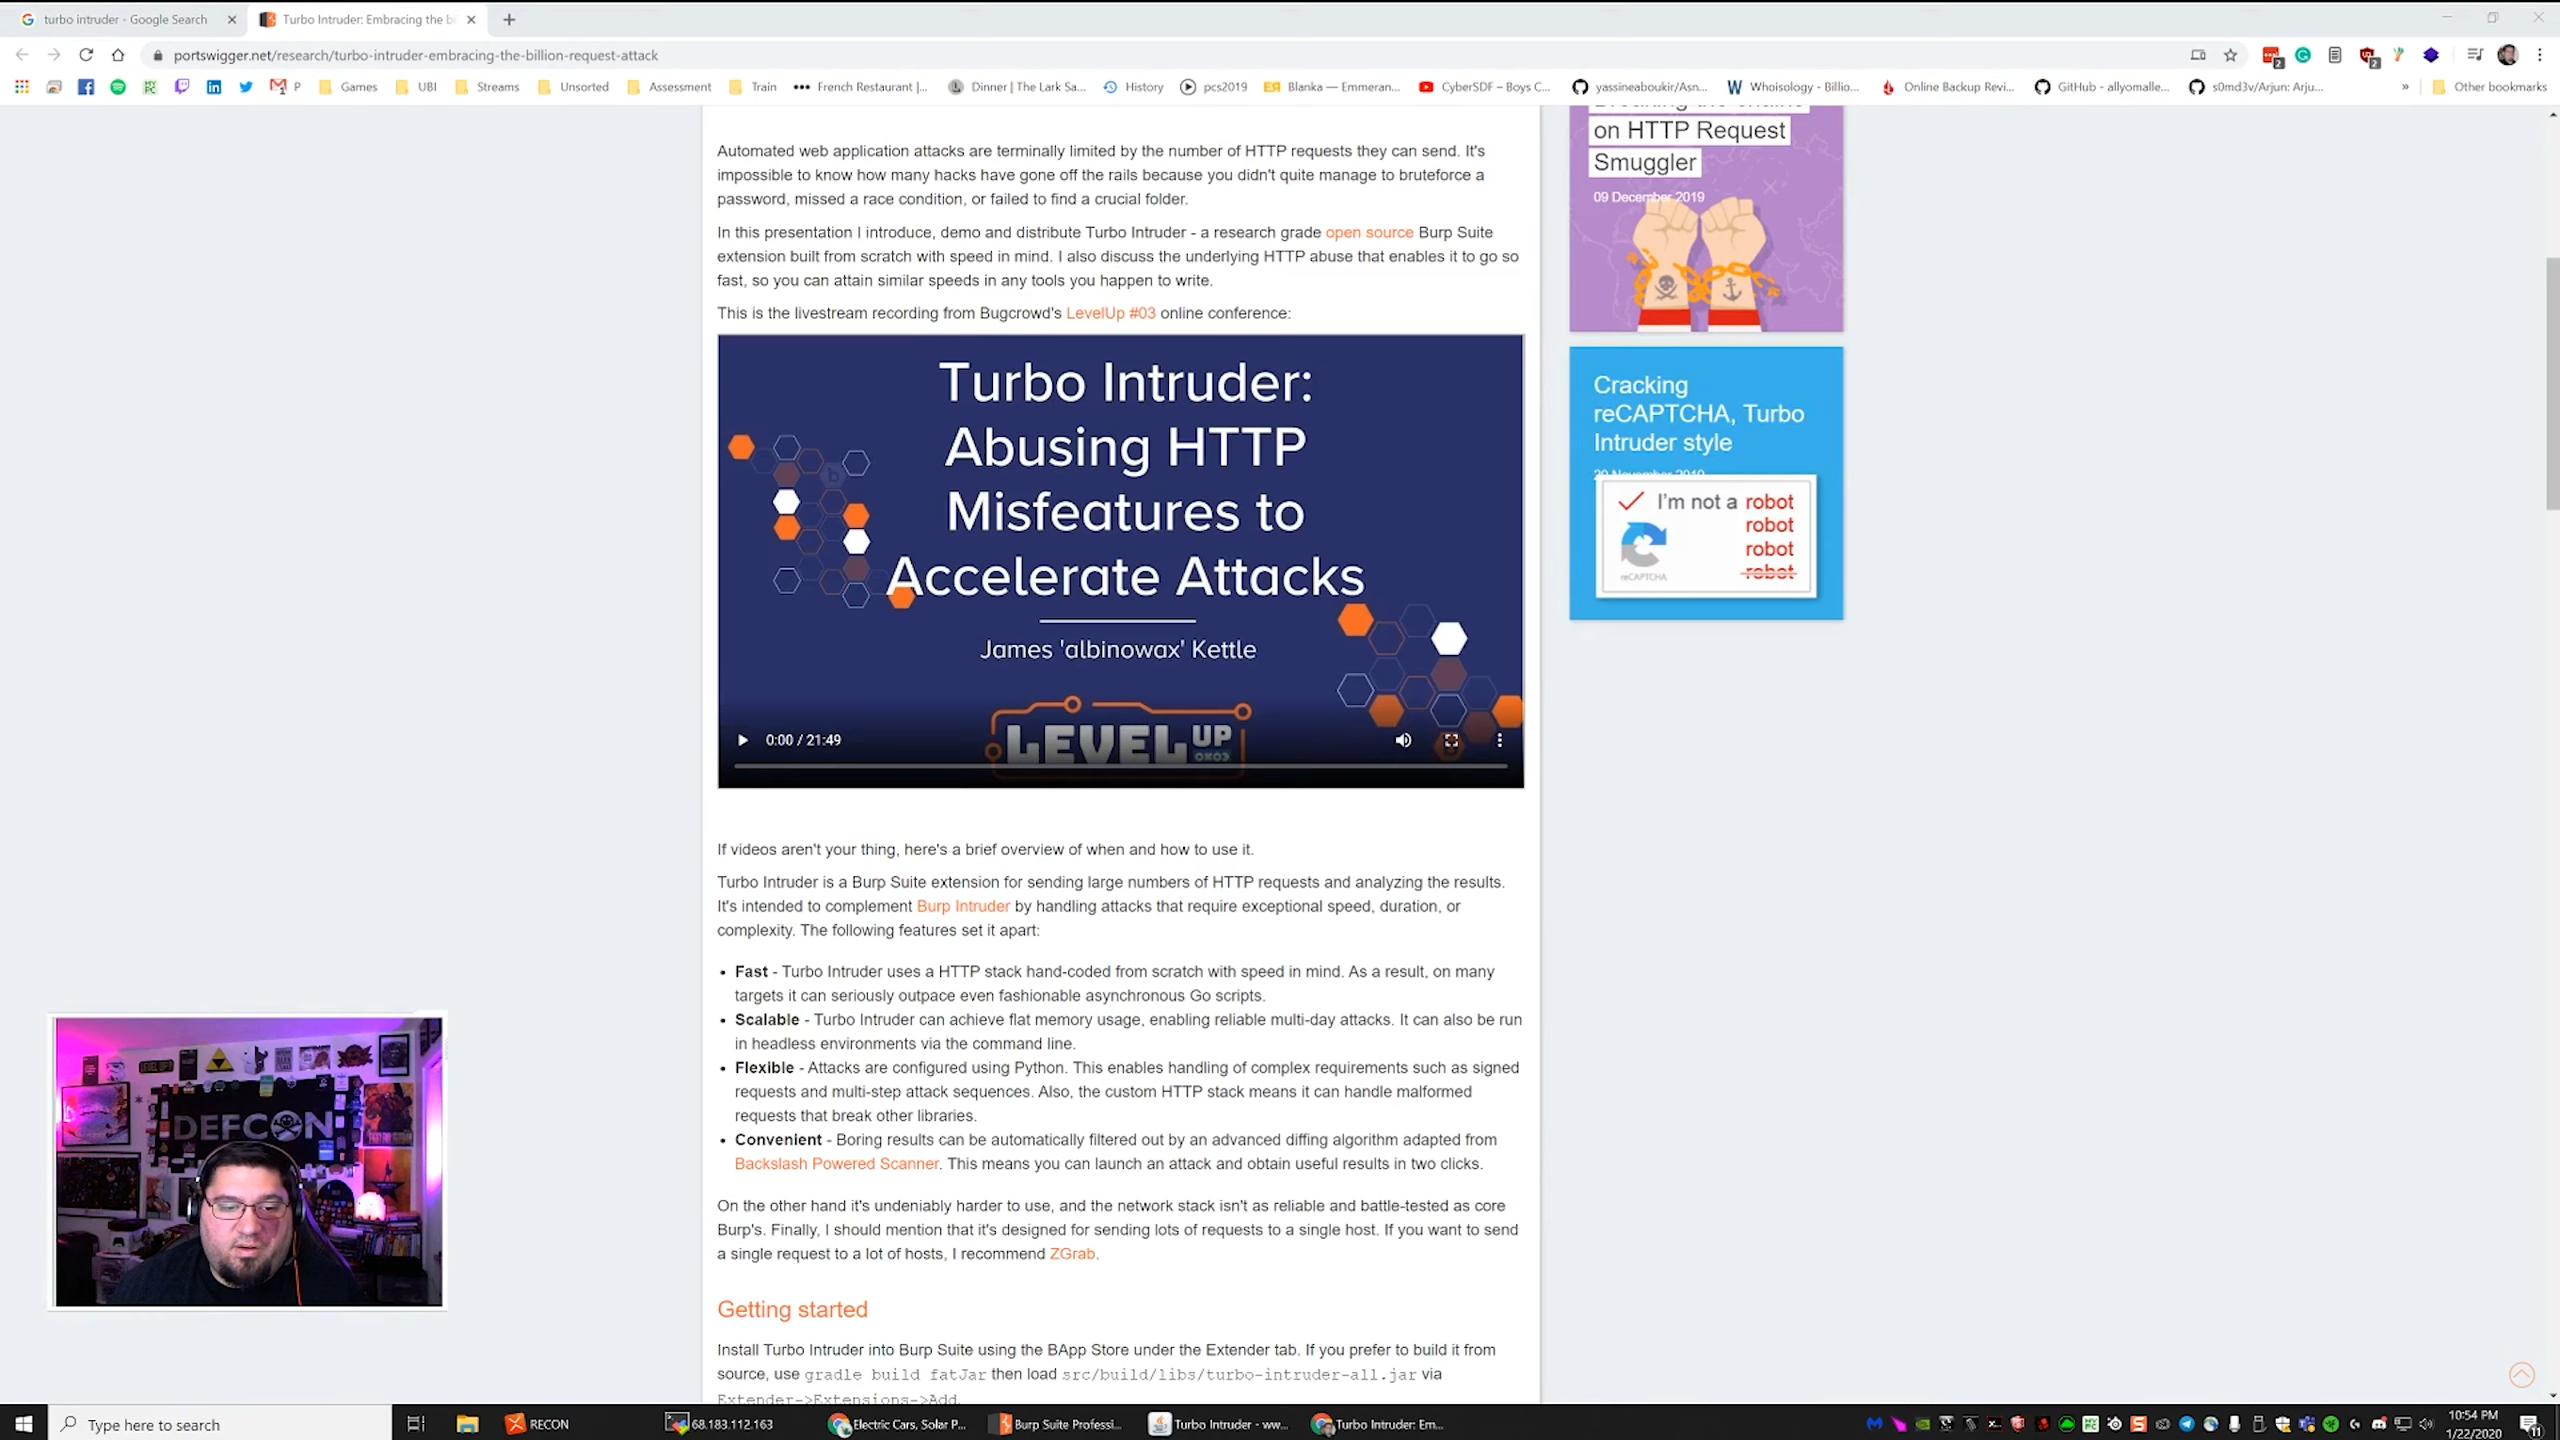 turbo intruder - Google Search
Turbo Intruder: Embracing the bi
portswigger.net/research/turbo-intruder-embracing-the-billion-request-attack
P
Games
UBI
Streams
Unsorted
Assessment
Train
French Restaurant |...
Dinner | The Lark Sa...
History
pcs2019
Blanka — Emmeran...
CyberSDF – Boys C...
yassineaboukir/Asn...
Whoisology - Billio...
Online Backup Revi...
GitHub - allyomalle...
s0md3v/Arjun: Arju...
»
Other bookmarks
Automated web application attacks are terminally limited by the number of HTTP requests they can send. It's
impossible to know how many hacks have gone off the rails because you didn't quite manage to bruteforce a
password, missed a race condition, or failed to find a crucial folder.
In this presentation I introduce, demo and distribute Turbo Intruder - a research grade open source Burp Suite
extension built from scratch with speed in mind. I also discuss the underlying HTTP abuse that enables it to go so
fast, so you can attain similar speeds in any tools you happen to write.
This is the livestream recording from Bugcrowd's LevelUp #03 online conference:
Turbo Intruder:
Abusing HTTP
Misfeatures to
Accelerate Attacks
James 'albinowax' Kettle
LEVEL UP
0X03
0:00 / 21:49
If videos aren't your thing, here's a brief overview of when and how to use it.
Turbo Intruder is a Burp Suite extension for sending large numbers of HTTP requests and analyzing the results.
It's intended to complement Burp Intruder by handling attacks that require exceptional speed, duration, or
complexity. The following features set it apart:
• Fast - Turbo Intruder uses a HTTP stack hand-coded from scratch with speed in mind. As a result, on many
targets it can seriously outpace even fashionable asynchronous Go scripts.
• Scalable - Turbo Intruder can achieve flat memory usage, enabling reliable multi-day attacks. It can also be run
in headless environments via the command line.
• Flexible - Attacks are configured using Python. This enables handling of complex requirements such as signed
requests and multi-step attack sequences. Also, the custom HTTP stack means it can handle malformed
requests that break other libraries.
• Convenient - Boring results can be automatically filtered out by an advanced diffing algorithm adapted from
Backslash Powered Scanner. This means you can launch an attack and obtain useful results in two clicks.
On the other hand it's undeniably harder to use, and the network stack isn't as reliable and battle-tested as core
Burp's. Finally, I should mention that it's designed for sending lots of requests to a single host. If you want to send
a single request to a lot of hosts, I recommend ZGrab.
Getting started
Install Turbo Intruder into Burp Suite using the BApp Store under the Extender tab. If you prefer to build it from
source, use gradle build fatJar then load src/build/libs/turbo-intruder-all.jar via
Extender->Extensions->Add.
on HTTP Request
Smuggler
09 December 2019
Cracking
reCAPTCHA, Turbo
Intruder style
I'm not a robot
robot
robot
robot
reCAPTCHA
DEFCON
Type here to search
RECON
68.183.112.163
Electric Cars, Solar P...
Burp Suite Professi...
Turbo Intruder - ww...
Turbo Intruder: Em...
10:54 PM
1/22/2020
11